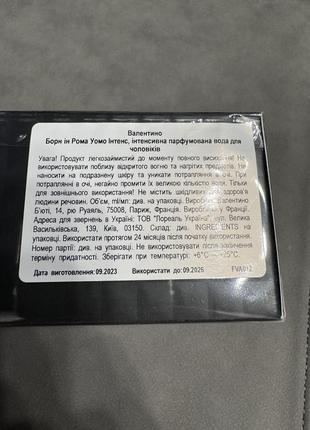 Валентино
Борн ін Рома Уомо Інтенс, інтенсивна парфумована вода для
чоловіків
Увага! Продукт легкозаймистий до моменту повного висихання! Не
використовувати поблизу відкритого вогню та нагрітих предметів. Не
наносити на подразнену шкіру та уникати потрапляння в очі. При
потраплянні в очі, негайно промити їх великою кількістю води. Тільки
для зовнішнього використання. Не містить шкідливих для здоров'я
людини речовин. Об'єм, ml/мл: див. на упаковці. Виробник: Валентино
Б'юті, 14, рю Руаяль, 75008, Париж, Франція. Вироблено у Франції.
Адреса для звернень в Україні: ТОВ "Лореаль Україна", вул. Велика
Васильківська, 139, Київ, 03150. Склад: див. INGREDIENTS на
упаковці. Використати протягом 24 місяців після початку використання.
Номер партії: див. на упаковці. Не використовувати після закінчення
терміну придатності. Зберігати при температурі: +5°C – +25°C.
Дата виготовлення:09.2023 Використати до:09.2026 FVA012